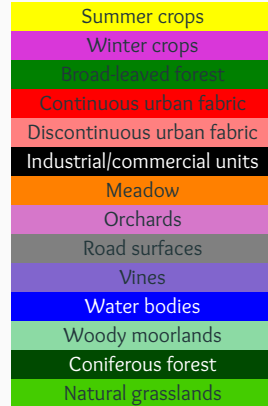 Summer crops
Winter crops
Broad-leaved forest
Continuous urban fabric
Discontinuous urban fabric
Industrial/commercial units
Meadow
Orchards
Road surfaces
Vines
Water bodies
Woody moorlands
Coniferous forest
Natural grasslands